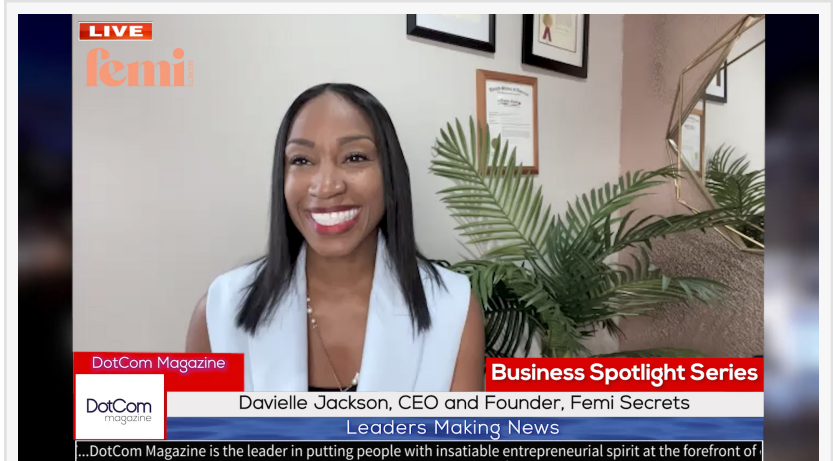 LIVE
femi
DotCom Magazine
Business Spotlight Series
DotCom
magazine
Davielle Jackson, CEO and Founder, Femi Secrets
Leaders Making News
...DotCom Magazine is the leader in putting people with insatiable entrepreneurial spirit at the forefront of